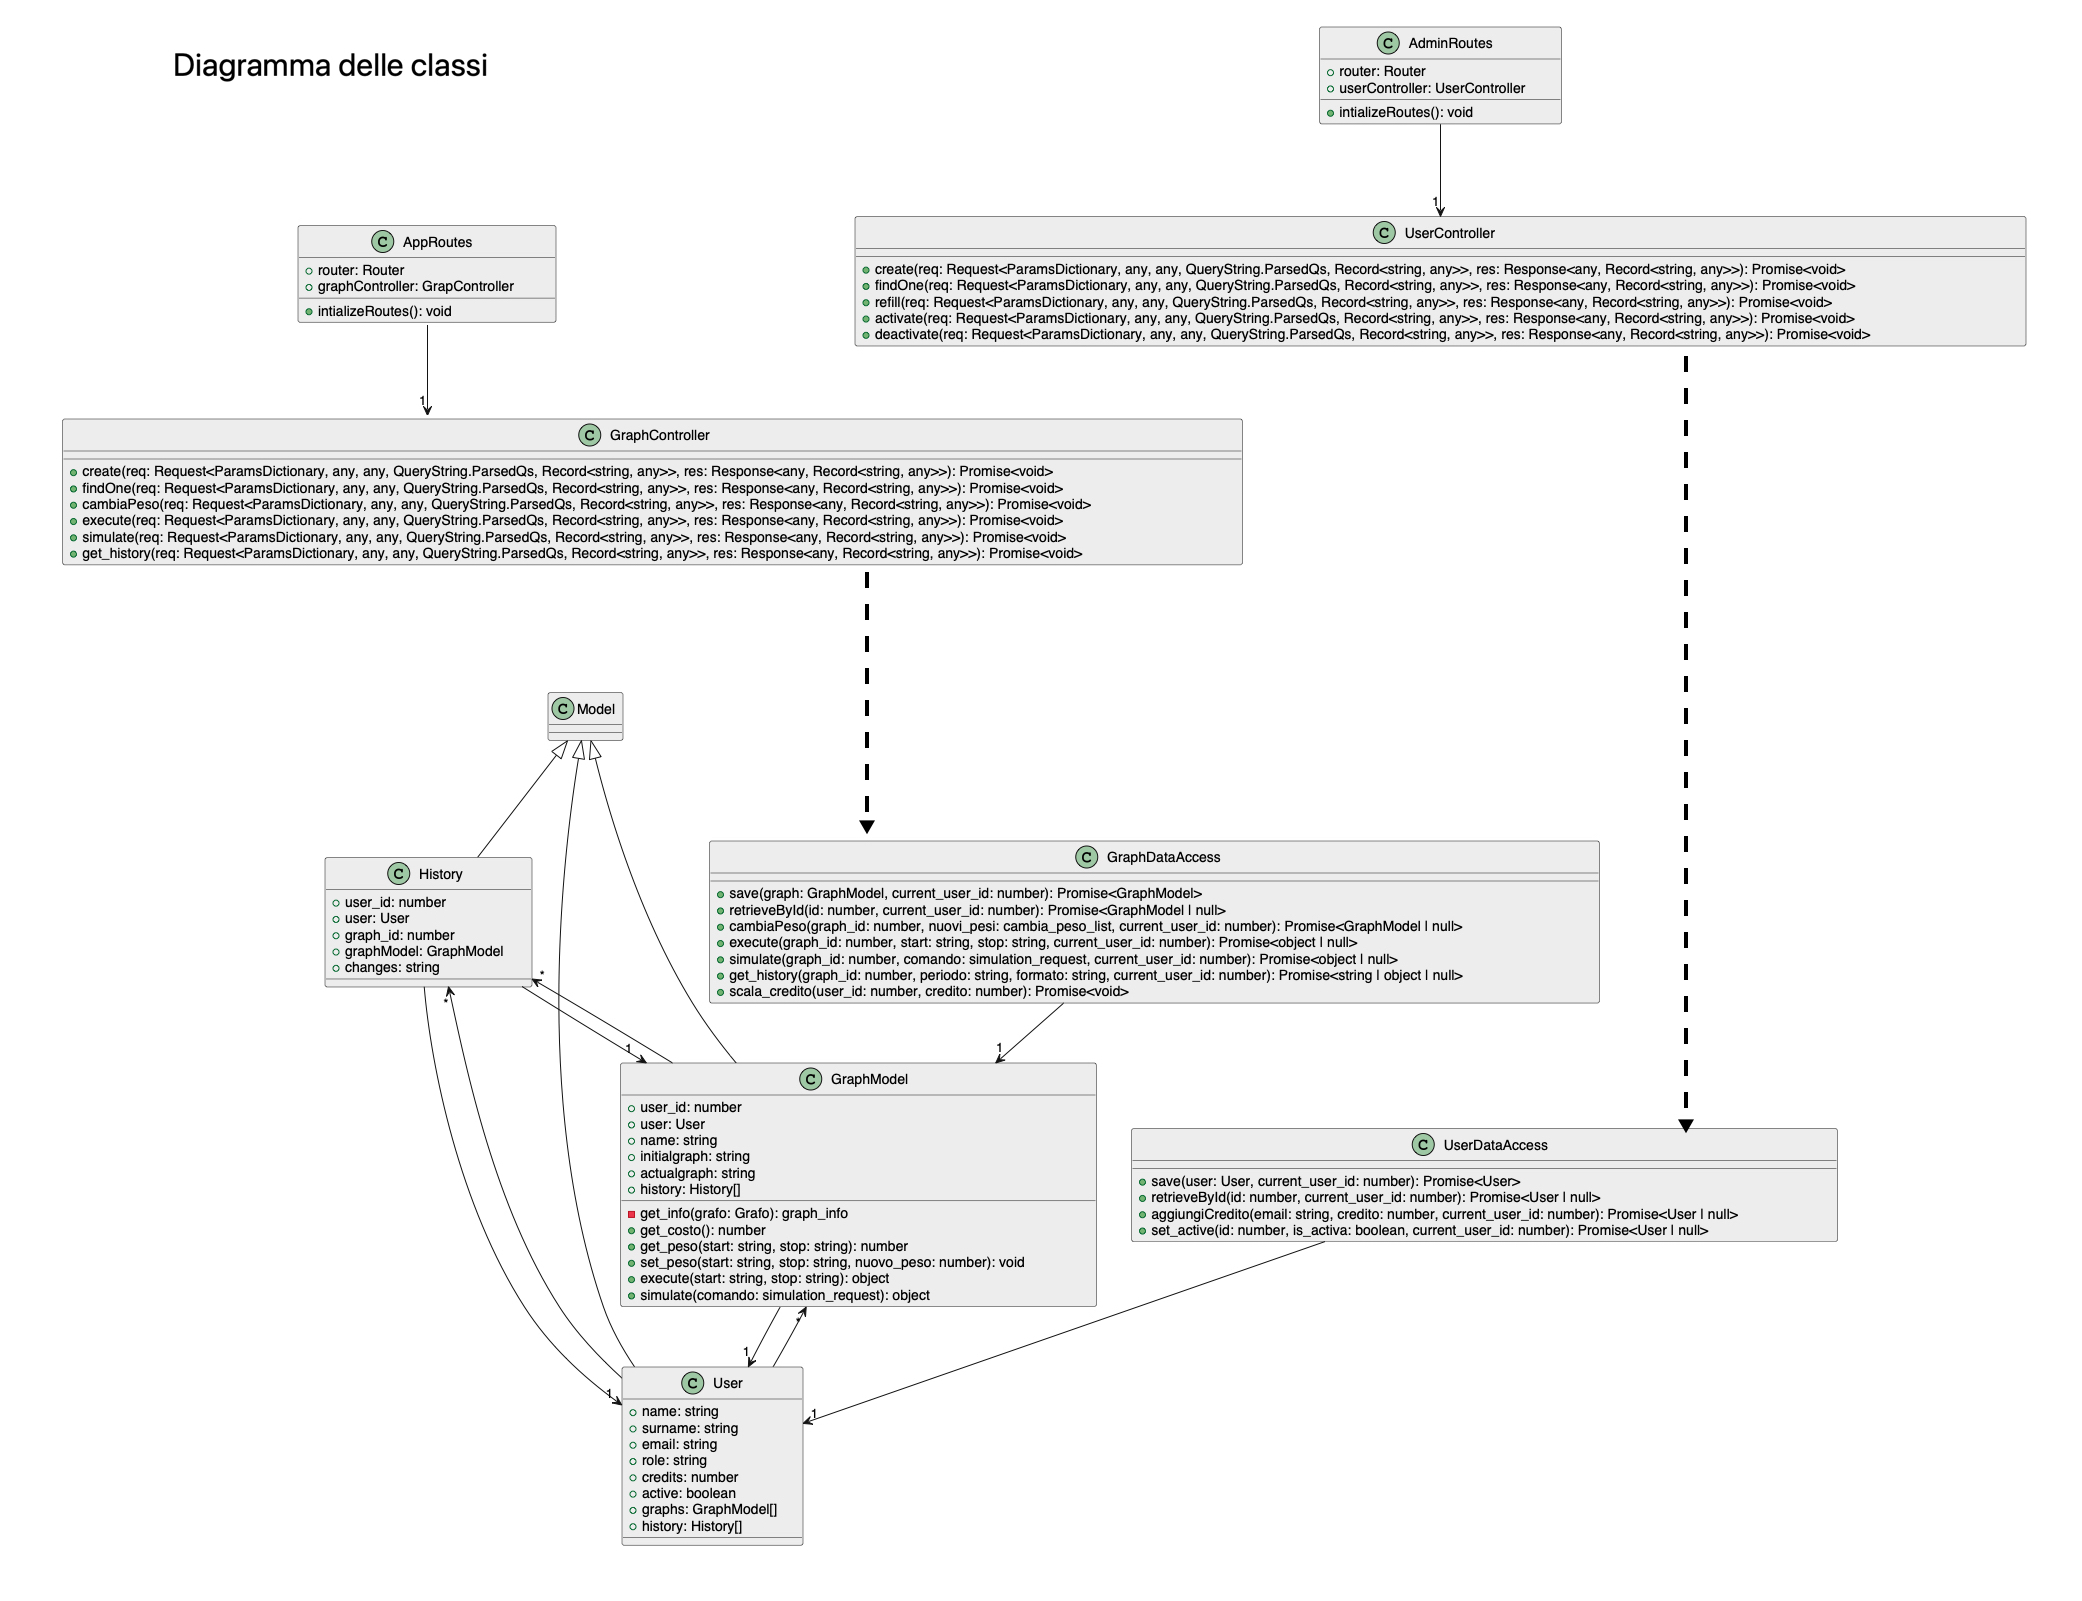 Diagramma delle classi
C AdminRoutes
router: Router
userController: UserController
intializeRoutes(): void
1
C UserController
create(req: Request<ParamsDictionary, any, any, QueryString.ParsedQs, Record<string, any>>, res: Response<any, Record<string, any>>): Promise<void>
findOne(req: Request<ParamsDictionary, any, any, QueryString.ParsedQs, Record<string, any>>, res: Response<any, Record<string, any>>): Promise<void>
refill(req: Request<ParamsDictionary, any, any, QueryString.ParsedQs, Record<string, any>>, res: Response<any, Record<string, any>>): Promise<void>
activate(req: Request<ParamsDictionary, any, any, QueryString.ParsedQs, Record<string, any>>, res: Response<any, Record<string, any>>): Promise<void>
deactivate(req: Request<ParamsDictionary, any, any, QueryString.ParsedQs, Record<string, any>>, res: Response<any, Record<string, any>>): Promise<void>
C AppRoutes
router: Router
graphController: GrapController
intializeRoutes(): void
1
C GraphController
create(req: Request<ParamsDictionary, any, any, QueryString.ParsedQs, Record<string, any>>, res: Response<any, Record<string, any>>): Promise<void>
findOne(req: Request<ParamsDictionary, any, any, QueryString.ParsedQs, Record<string, any>>, res: Response<any, Record<string, any>>): Promise<void>
cambiaPeso(req: Request<ParamsDictionary, any, any, QueryString.ParsedQs, Record<string, any>>, res: Response<any, Record<string, any>>): Promise<void>
execute(req: Request<ParamsDictionary, any, any, QueryString.ParsedQs, Record<string, any>>, res: Response<any, Record<string, any>>): Promise<void>
simulate(req: Request<ParamsDictionary, any, any, QueryString.ParsedQs, Record<string, any>>, res: Response<any, Record<string, any>>): Promise<void>
get_history(req: Request<ParamsDictionary, any, any, QueryString.ParsedQs, Record<string, any>>, res: Response<any, Record<string, any>>): Promise<void>
C Model
C GraphDataAccess
save(graph: GraphModel, current_user_id: number): Promise<GraphModel>
retrieveById(id: number, current_user_id: number): Promise<GraphModel | null>
cambiaPeso(graph_id: number, nuovi_pesi: cambia_peso_list, current_user_id: number): Promise<GraphModel | null>
execute(graph_id: number, start: string, stop: string, current_user_id: number): Promise<object | null>
simulate(graph_id: number, comando: simulation_request, current_user_id: number): Promise<object | null>
get_history(graph_id: number, periodo: string, formato: string, current_user_id: number): Promise<string | object | null>
scala_credito(user_id: number, credito: number): Promise<void>
C History
user_id: number
user: User
graph_id: number
graphModel: GraphModel
changes: string
*
*
1
1
C GraphModel
user_id: number
user: User
name: string
initialgraph: string
actualgraph: string
history: History[]
get_info(grafo: Grafo): graph_info
get_costo(): number
get_peso(start: string, stop: string): number
set_peso(start: string, stop: string, nuovo_peso: number): void
execute(start: string, stop: string): object
simulate(comando: simulation_request): object
C UserDataAccess
save(user: User, current_user_id: number): Promise<User>
retrieveById(id: number, current_user_id: number): Promise<User | null>
aggiungiCredito(email: string, credito: number, current_user_id: number): Promise<User | null>
set_active(id: number, is_activa: boolean, current_user_id: number): Promise<User | null>
*
1
1
1
C User
name: string
surname: string
email: string
role: string
credits: number
active: boolean
graphs: GraphModel[]
history: History[]